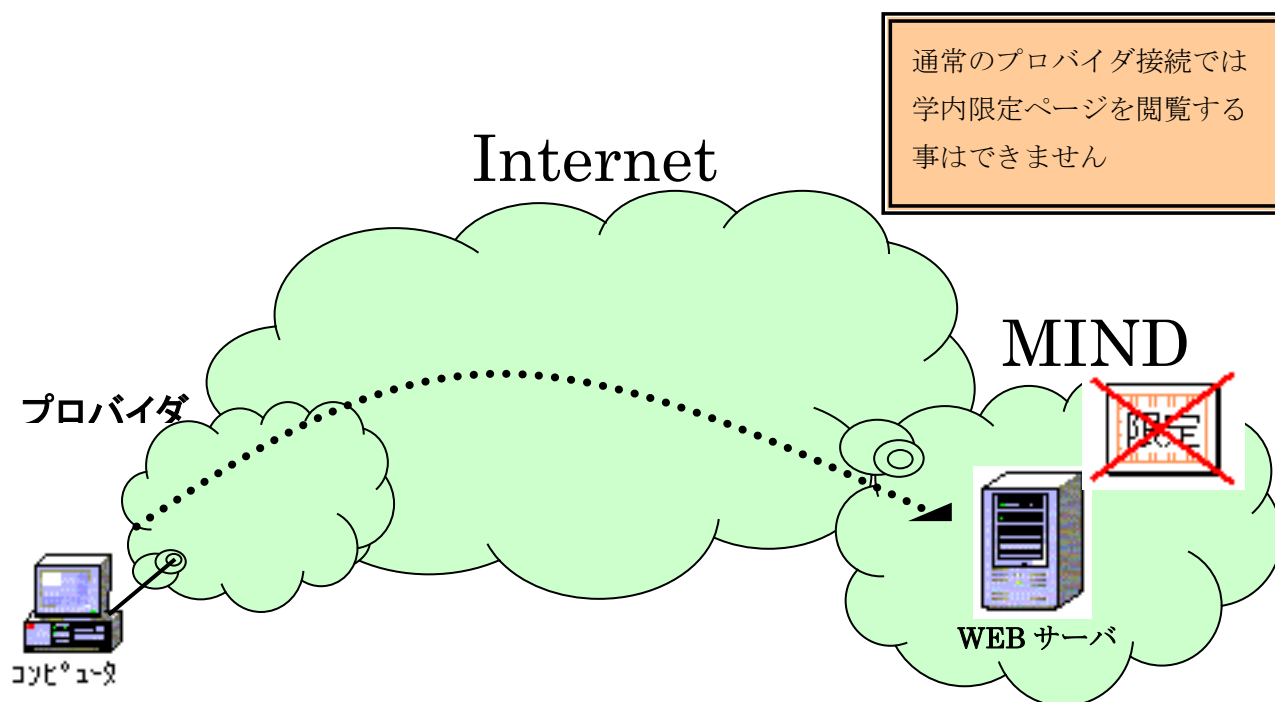 通常のプロバイダ接続では
学内限定ページを閲覧する
事はできません
Internet
MIND
プロバイダ
限定
WEB サーバ
コンピュータ